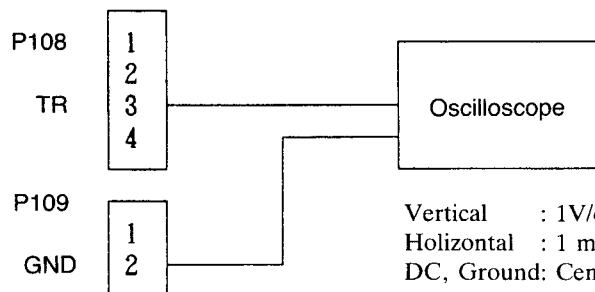 P108
1
2
TR 3
4
Oscilloscope
P109
1
GND 2
Vertical : 1V/
Holizontal : 1 m
DC, Ground: Cen